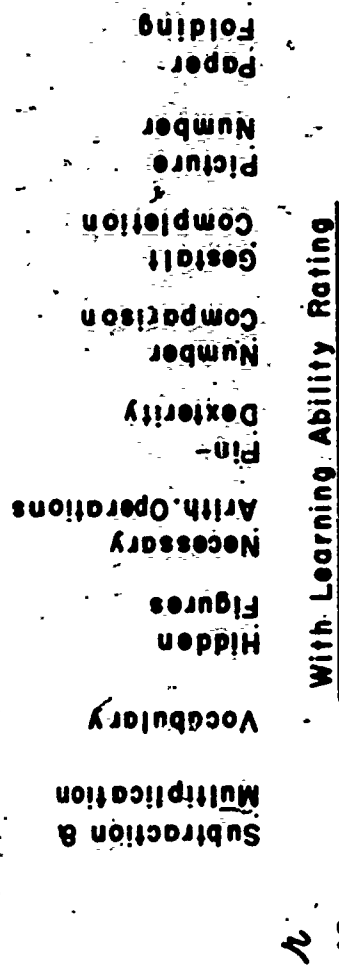 Subtraction &
Multiplication
Vocabulary
Hidden
Figures
Necessary
Arith. Operations
Pin-
Dexterity
Number
Comparison
Gestalt
Completion
Picture
Number
Paper
Folding
With Learning Ability Rating
r